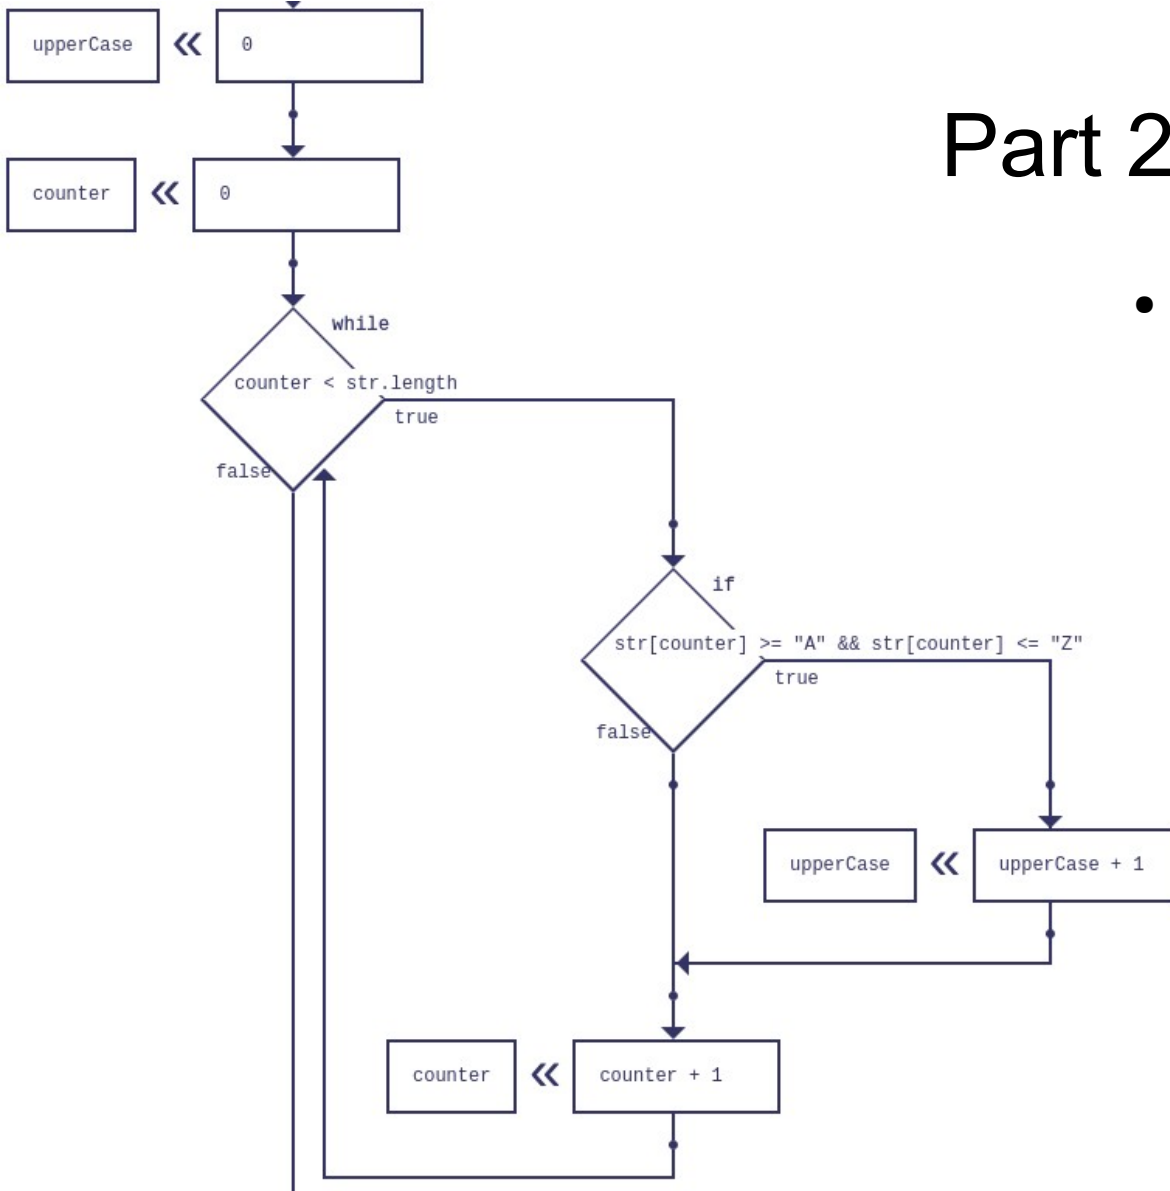 upperCase « 0
Part 2
counter « 0
•
while
counter < str.length
true
false
if
str[counter] >= "A" && str[counter] <= "Z"
true
false
upperCase « upperCase + 1
counter « counter + 1